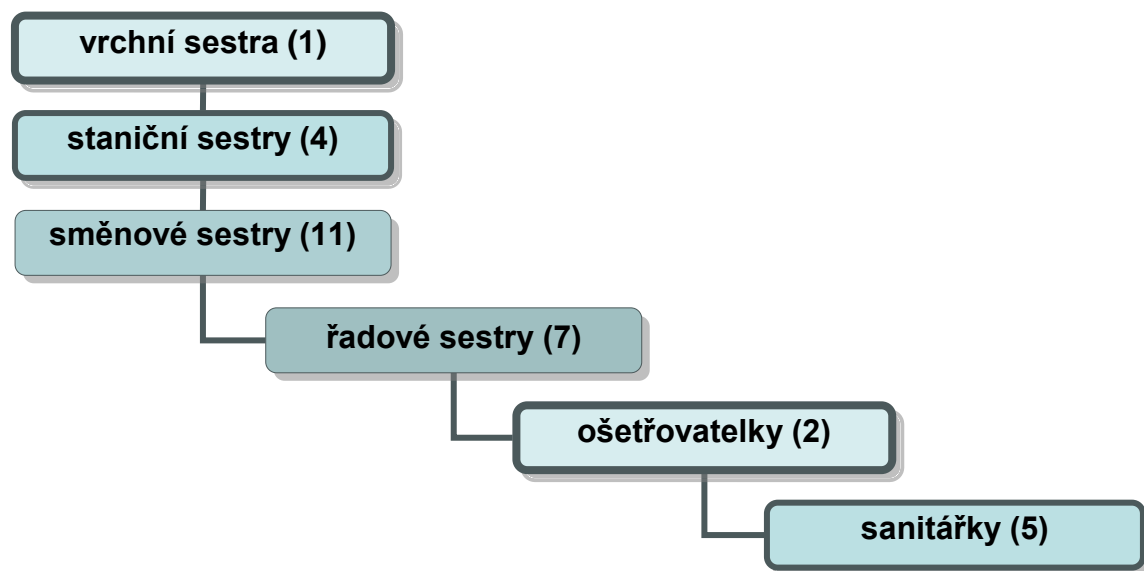 vrchní sestra (1)
staniční sestry (4)
směnové sestry (11)
řadové sestry (7)
ošetřovatelky (2)
sanitářky (5)